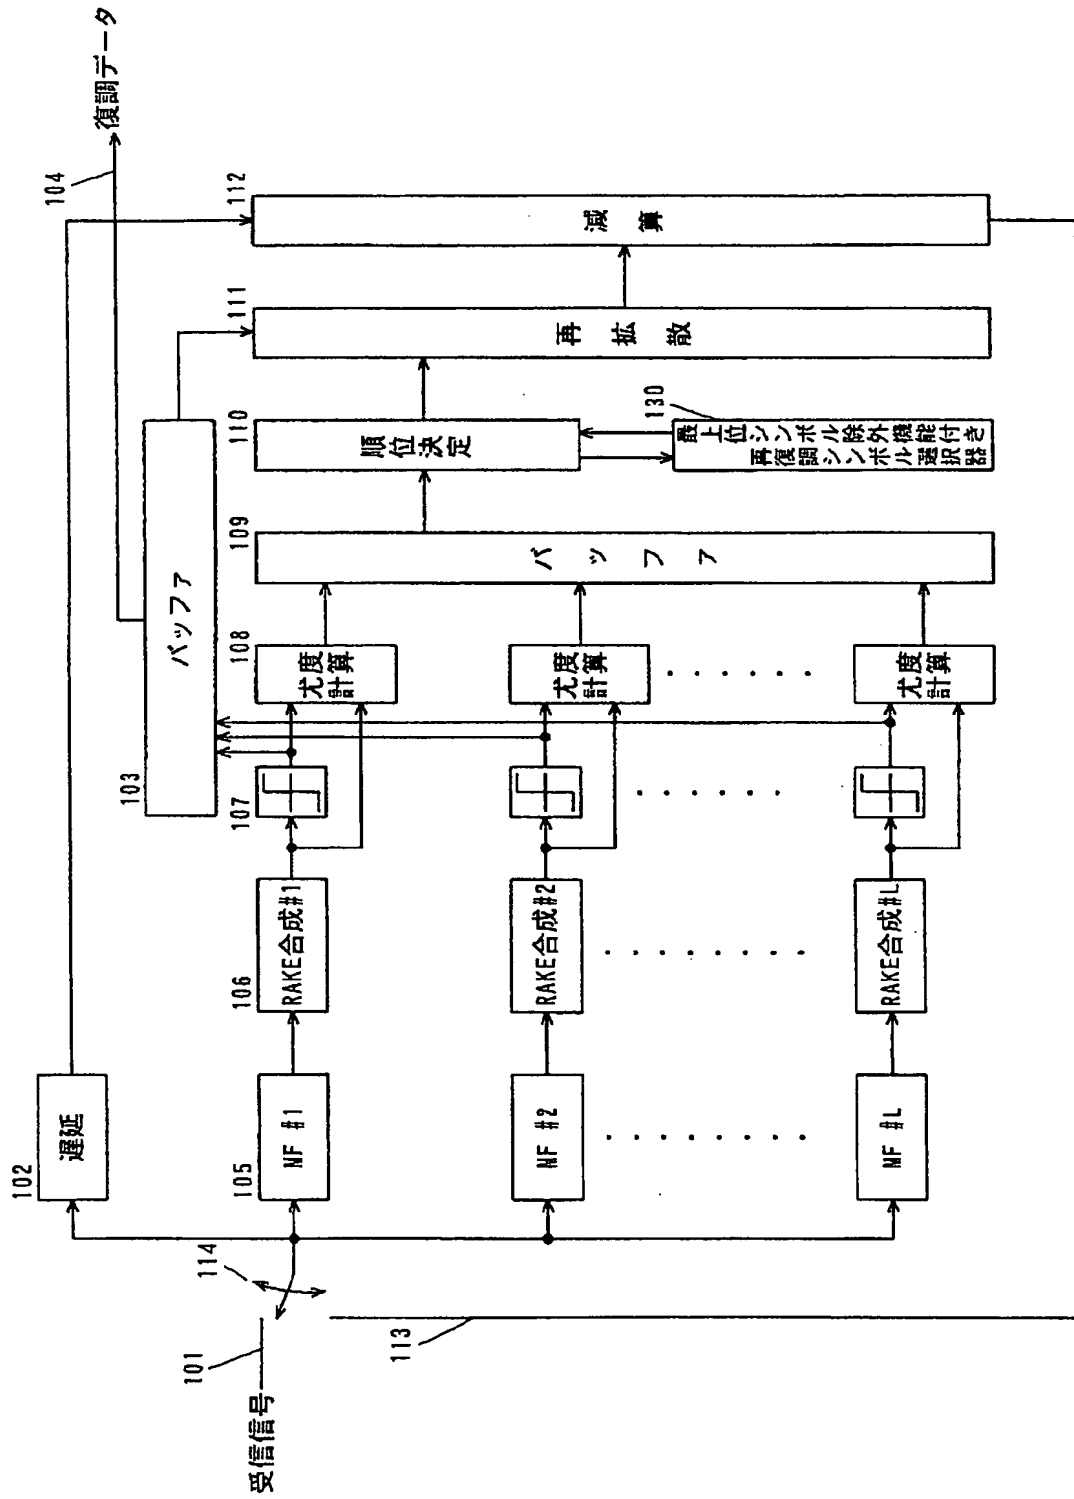 受信信号
101
113
114
102
遅延
105
MF #1
MF #2
MF #L
106
RAKE合成#1
RAKE合成#2
RAKE合成#L
107
103
バッファ
108
尤度
計算
尤度
計算
尤度
計算
109
バッファ
110
順位決定
130
最上位シンボル除外機能付き
再復調シンボル選択器
111
再拡散
112
減算
104
復調データ